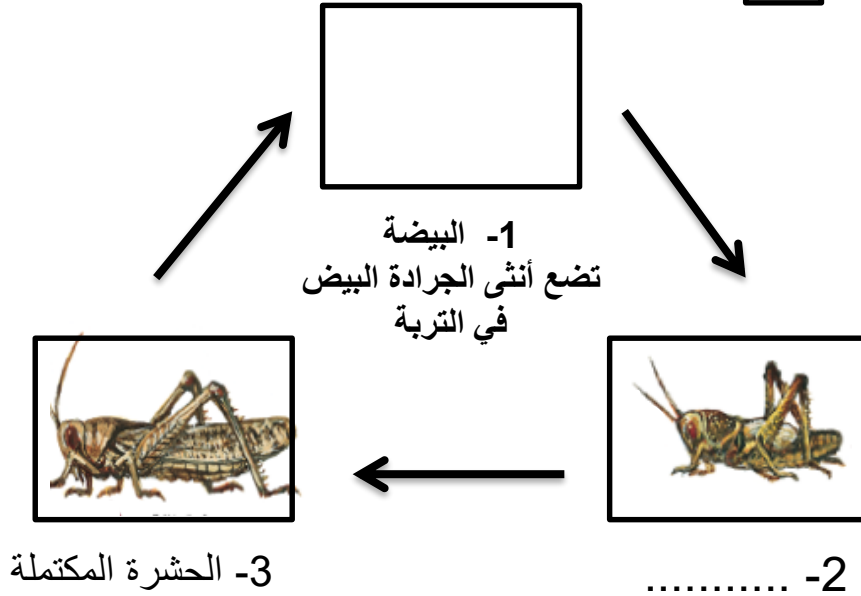 1- البيضة
تضع أنثى الجرادة البيض
في التربة
2- ...........
3- الحشرة المكتملة